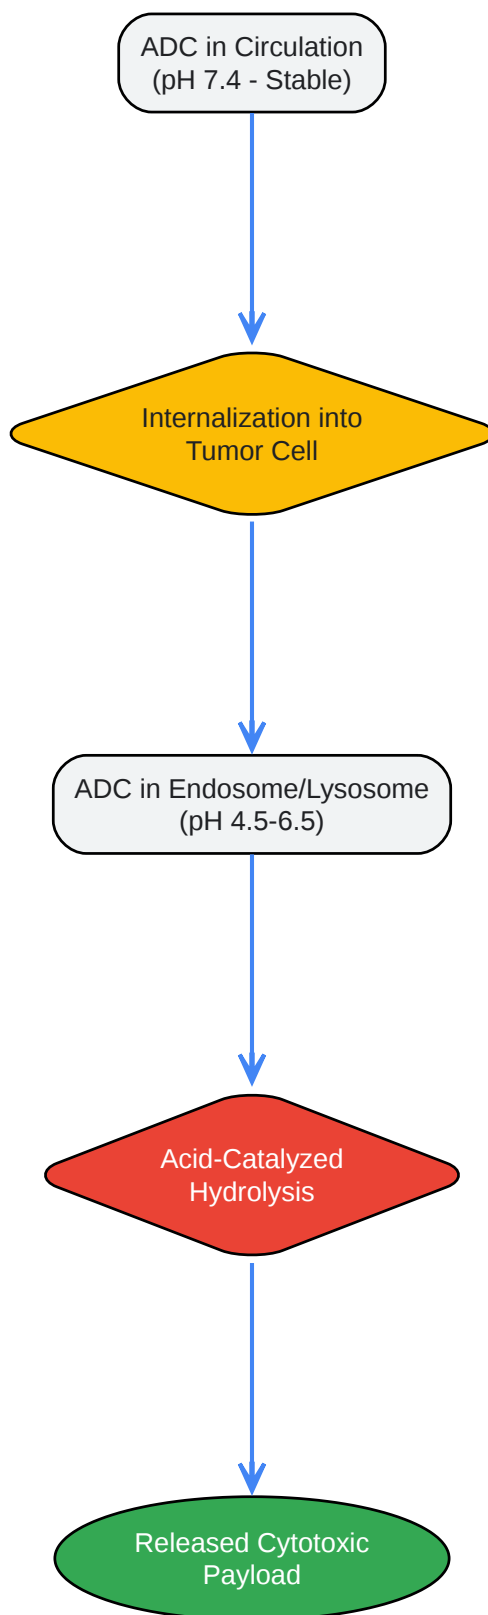 ADC in Circulation
(pH 7.4 - Stable)
Internalization into
Tumor Cell
ADC in Endosome/Lysosome
(pH 4.5-6.5)
Acid-Catalyzed
Hydrolysis
Released Cytotoxic
Payload